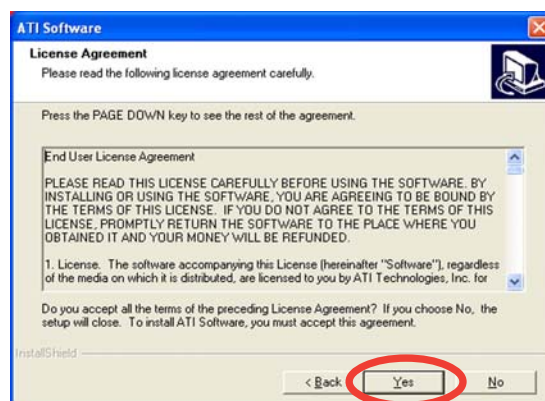 ATI Software
License Agreement
Please read the following license agreement carefully.
Press the PAGE DOWN key to see the rest of the agreement.
End User License Agreement
PLEASE READ THIS LICENSE CAREFULLY BEFORE USING THE SOFTWARE. BY
INSTALLING OR USING THE SOFTWARE, YOU ARE AGREEING TO BE BOUND BY
THE TERMS OF THIS LICENSE. IF YOU DO NOT AGREE TO THE TERMS OF THIS
LICENSE, PROMPTLY RETURN THE SOFTWARE TO THE PLACE WHERE YOU
OBTAINED IT AND YOUR MONEY WILL BE REFUNDED.
1. License. The software accompanying this License (hereinafter "Software"), regardless
of the media on which it is distributed, are licensed to you by ATI Technologies, Inc. for
Do you accept all the terms of the preceding License Agreement? If you choose No, the
setup will close. To install ATI Software, you must accept this agreement.
InstallShield
< Back Yes No